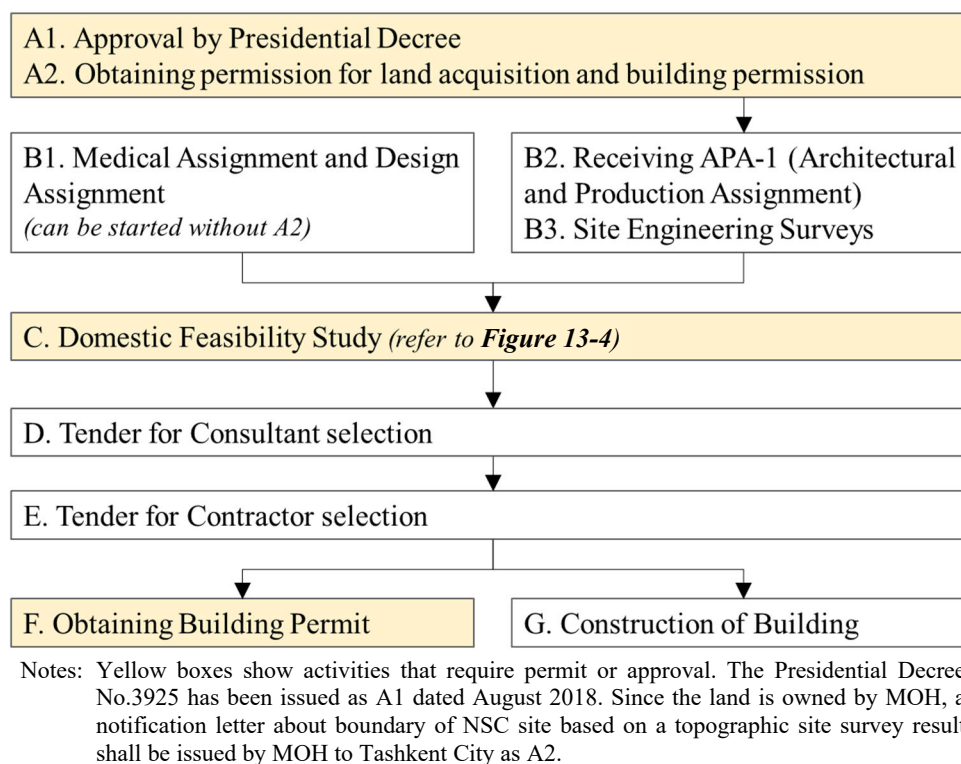 A1. Approval by Presidential Decree
A2. Obtaining permission for land acquisition and building permission
B1. Medical Assignment and Design
Assignment
(can be started without A2)
B2. Receiving APA-1 (Architectural
and Production Assignment)
B3. Site Engineering Surveys
C. Domestic Feasibility Study (refer to Figure 13-4)
D. Tender for Consultant selection
E. Tender for Contractor selection
F. Obtaining Building Permit
G. Construction of Building
Notes: Yellow boxes show activities that require permit or approval. The Presidential Decree
No.3925 has been issued as A1 dated August 2018. Since the land is owned by MOH, a
notification letter about boundary of NSC site based on a topographic site survey result
shall be issued by MOH to Tashkent City as A2.